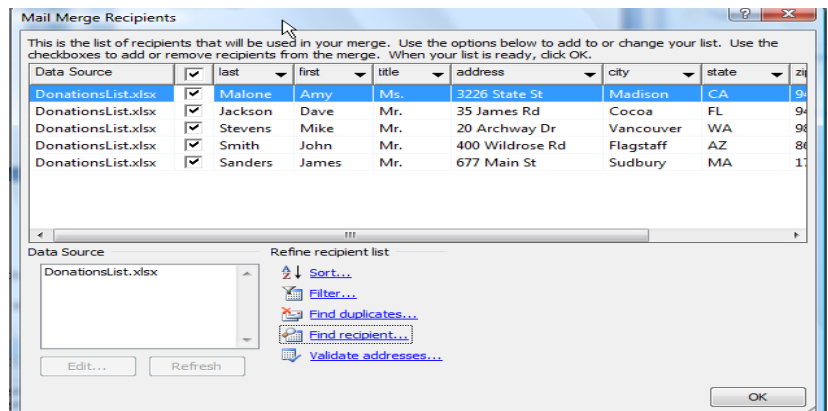 Mail Merge Recipients
This is the list of recipients that will be used in your merge. Use the options below to add to or change your list. Use the
checkboxes to add or remove recipients from the merge. When your list is ready, click OK.
Data Source last first title address city state
DonationsList.xlsx Malone Amy Ms. 3226 State St Madison CA
DonationsList.xlsx Jackson Dave Mr. 35 James Rd Cocoa FL
DonationsList.xlsx Stevens Mike Mr. 20 Archway Dr Vancouver WA
DonationsList.xlsx Smith John Mr. 400 Wildrose Rd Flagstaff AZ
DonationsList.xlsx Sanders James Mr. 677 Main St Sudbury MA
Data Source Refine recipient list
DonationsList.xlsx
Sort...
Filter...
Find duplicates...
Find recipient...
Validate addresses...
Edit... Refresh
OK